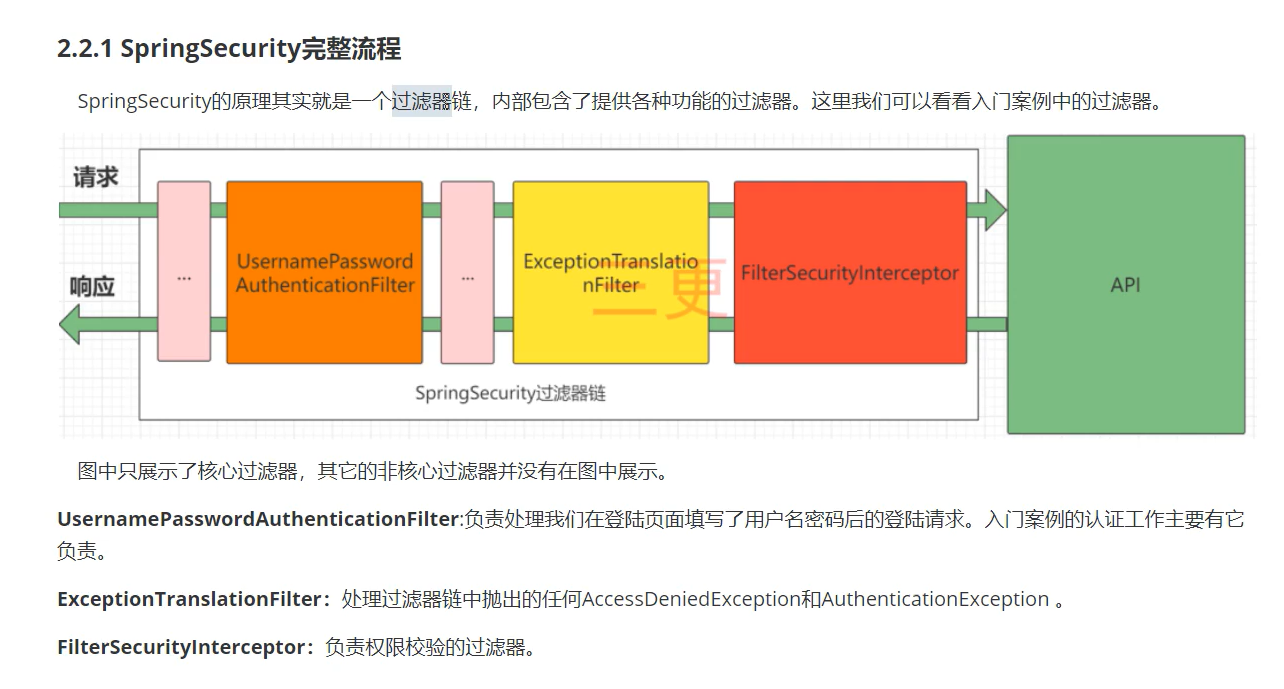 2.2.1 SpringSecurity完整流程
SpringSecurity的原理其实就是一个过滤器链，内部包含了提供各种功能的过滤器。这里我们可以看看入门案例中的过滤器。
请求
响应
...
UsernamePassword
AuthenticationFilter
...
ExceptionTranslatio
nFilter
三更
FilterSecurityInterceptor
API
SpringSecurity过滤器链
图中只展示了核心过滤器，其它的非核心过滤器并没有在图中展示。
UsernamePasswordAuthenticationFilter:负责处理我们在登陆页面填写了用户名密码后的登陆请求。入门案例的认证工作主要有它
负责。
ExceptionTranslationFilter：处理过滤器链中抛出的任何AccessDeniedException和AuthenticationException 。
FilterSecurityInterceptor：负责权限校验的过滤器。